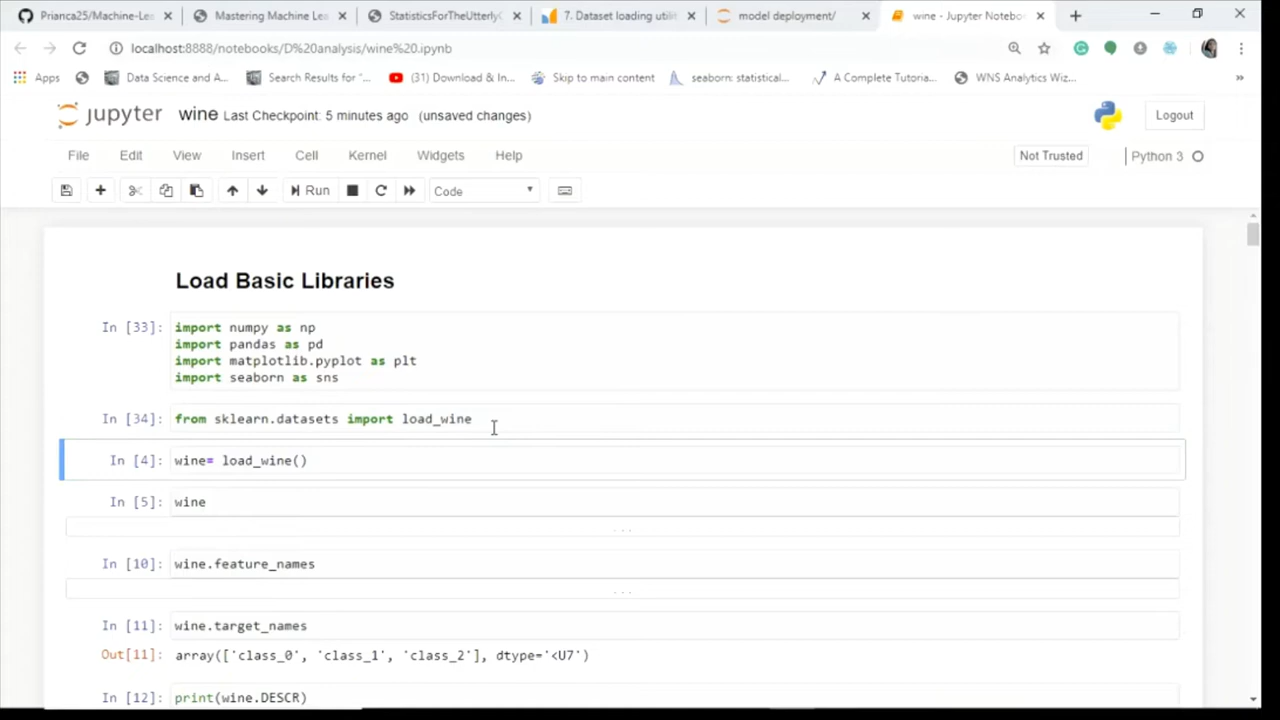 Prianca25/Machine-Le
Mastering Machine Lea
StatisticsForTheUtterly
7. Dataset loading utili
model deployment/
wine - Jupyter Notebo
localhost:8888/notebooks/D%20analysis/wine%20.ipynb
Apps
Data Science and A...
Search Results for "...
(31) Download & In...
Skip to main content
seaborn: statistical...
A Complete Tutoria...
WNS Analytics Wiz...
»
jupyter wine Last Checkpoint: 5 minutes ago (unsaved changes)
Logout
File Edit View Insert Cell Kernel Widgets Help
Not Trusted
Python 3
Run
Code
Load Basic Libraries
In [33]: import numpy as np
import pandas as pd
import matplotlib.pyplot as plt
import seaborn as sns
In [34]: from sklearn.datasets import load_wine
In [4]: wine= load_wine()
In [5]: wine
...
In [10]: wine.feature_names
...
In [11]: wine.target_names
Out[11]: array(['class_0', 'class_1', 'class_2'], dtype='<U7')
In [12]: print(wine.DESCR)